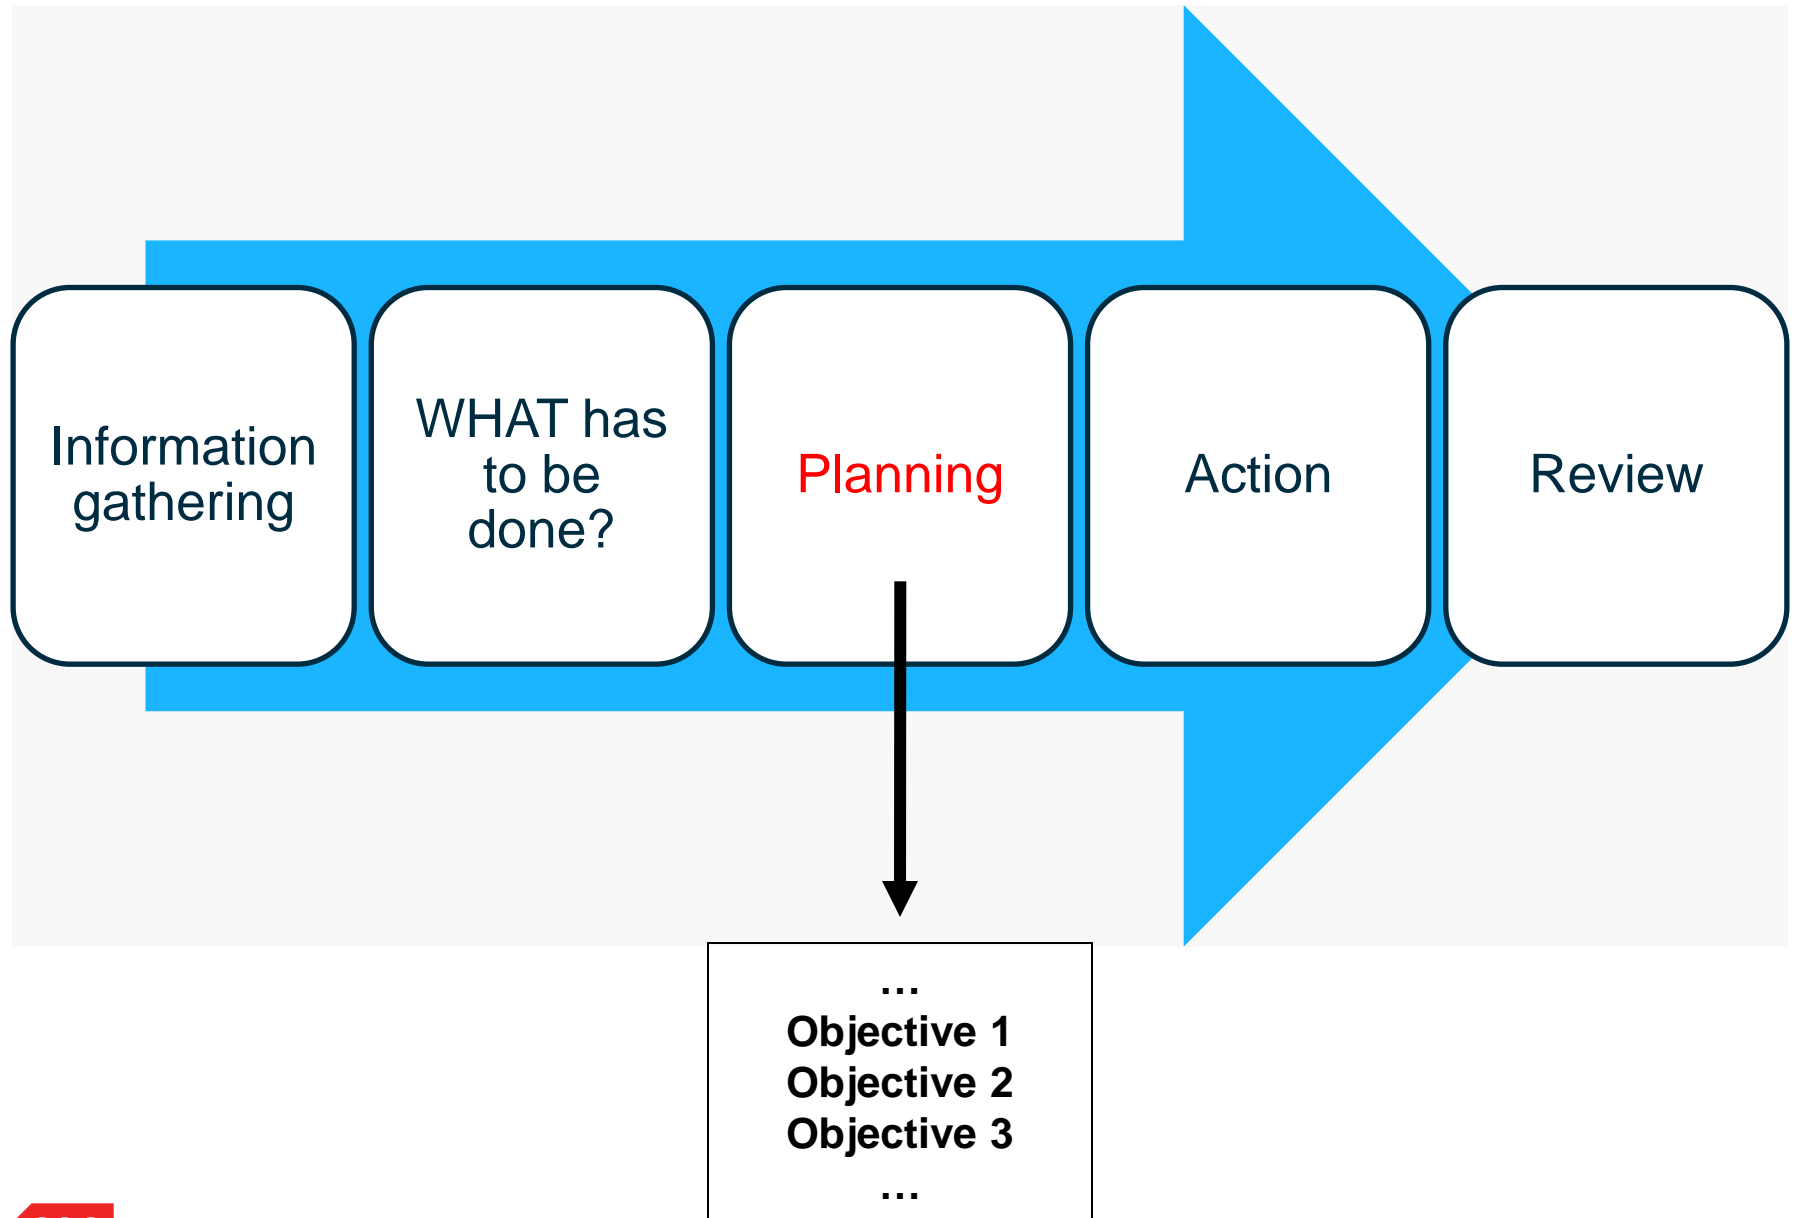 Information
gathering
WHAT has
to be
done?
Planning
Action
Review
...
Objective 1
Objective 2
Objective 3
...